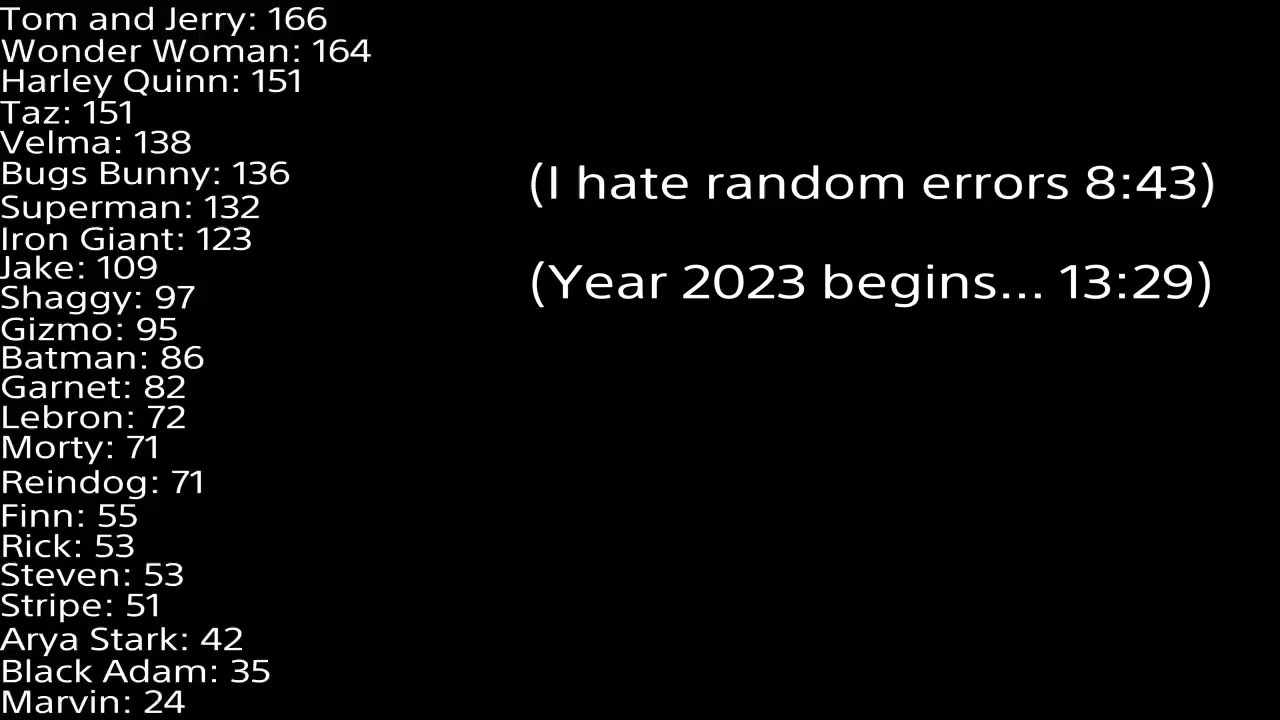 Tom and Jerry: 166
Wonder Woman: 164
Harley Quinn: 151
Taz: 151
Velma: 138
Bugs Bunny: 136
Superman: 132
Iron Giant: 123
Jake: 109
Shaggy: 97
Gizmo: 95
Batman: 86
Garnet: 82
Lebron: 72
Morty: 71
Reindog: 71
Finn: 55
Rick: 53
Steven: 53
Stripe: 51
Arya Stark: 42
Black Adam: 35
Marvin: 24
(I hate random errors 8:43)
(Year 2023 begins... 13:29)